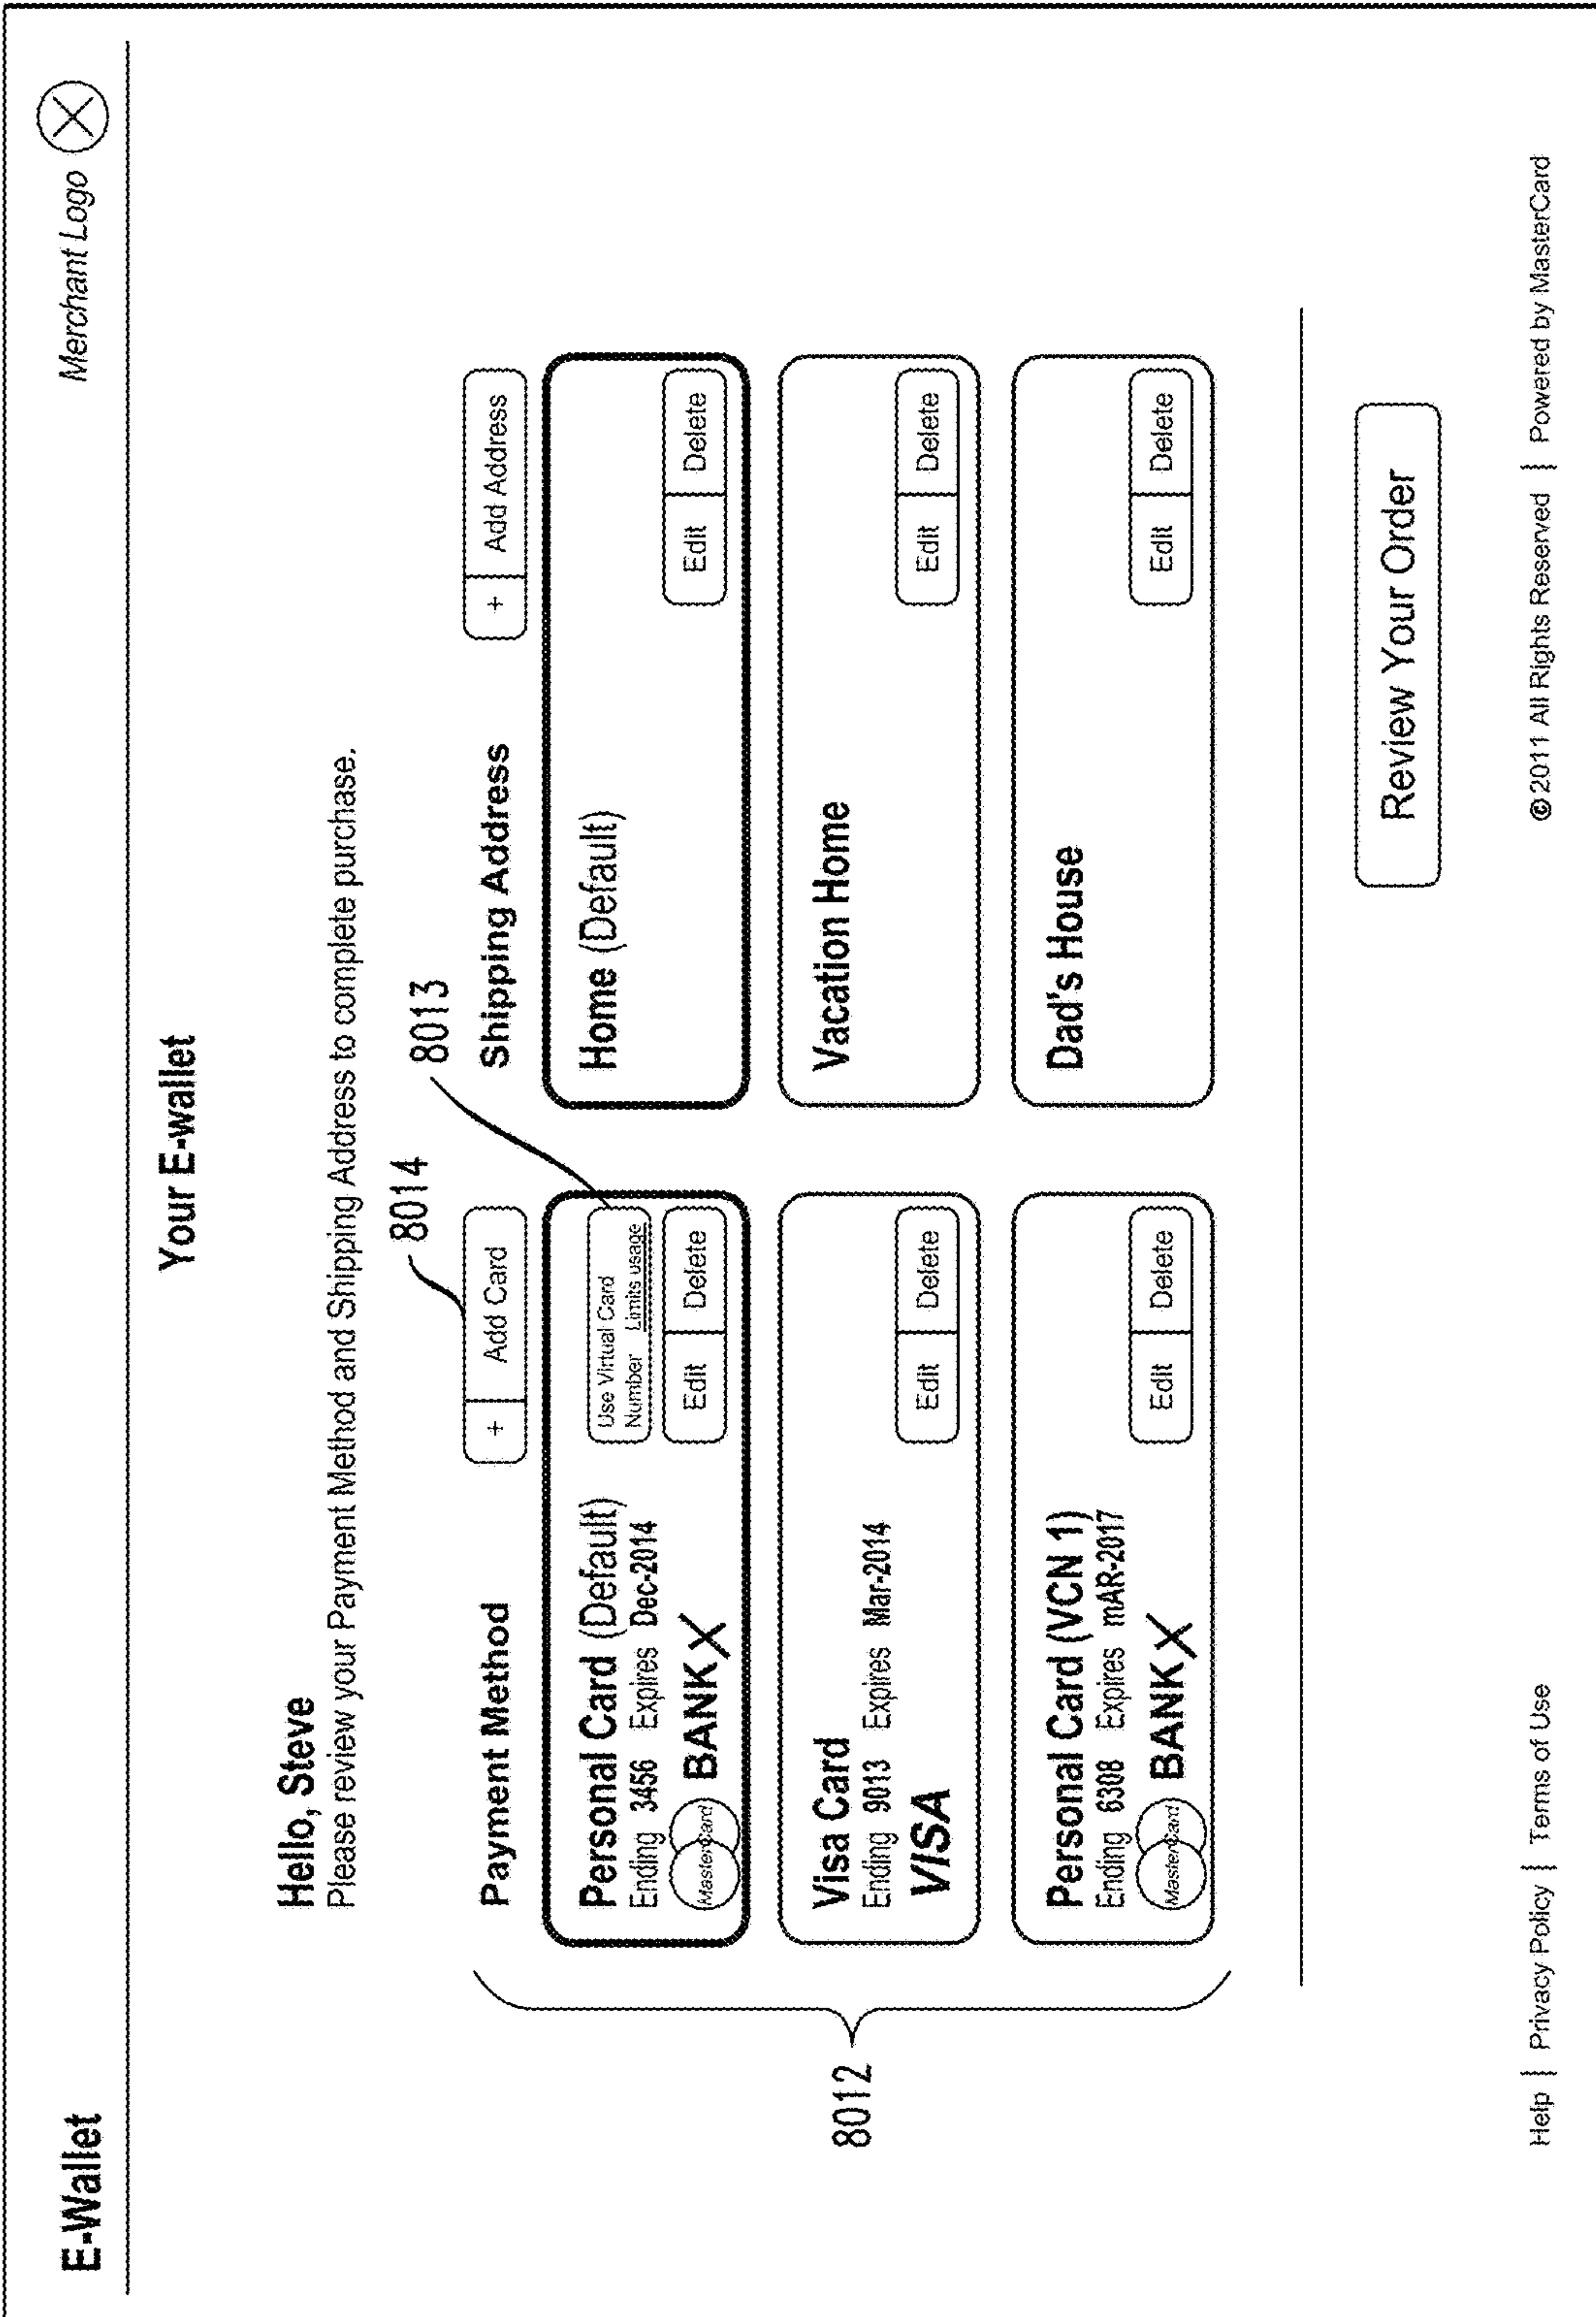 E-Wallet
Merchant Logo
Your E-wallet
Hello, Steve
Please review your Payment Method and Shipping Address to complete purchase.
8014
8013
Payment Method
+ Add Card
Personal Card (Default)
Ending 3456 Expires Dec-2014
MasterCard BANK X
Use Virtual Card
Number Limits usage
Edit Delete
Visa Card
Ending 9013 Expires Mar-2014
VISA
Edit Delete
Personal Card (VCN 1)
Ending 6308 Expires mAR-2017
MasterCard BANK X
Edit Delete
8012
Shipping Address
+ Add Address
Home (Default)
Edit Delete
Vacation Home
Edit Delete
Dad's House
Edit Delete
Review Your Order
Help | Privacy Policy | Terms of Use
©2011 All Rights Reserved | Powered by MasterCard